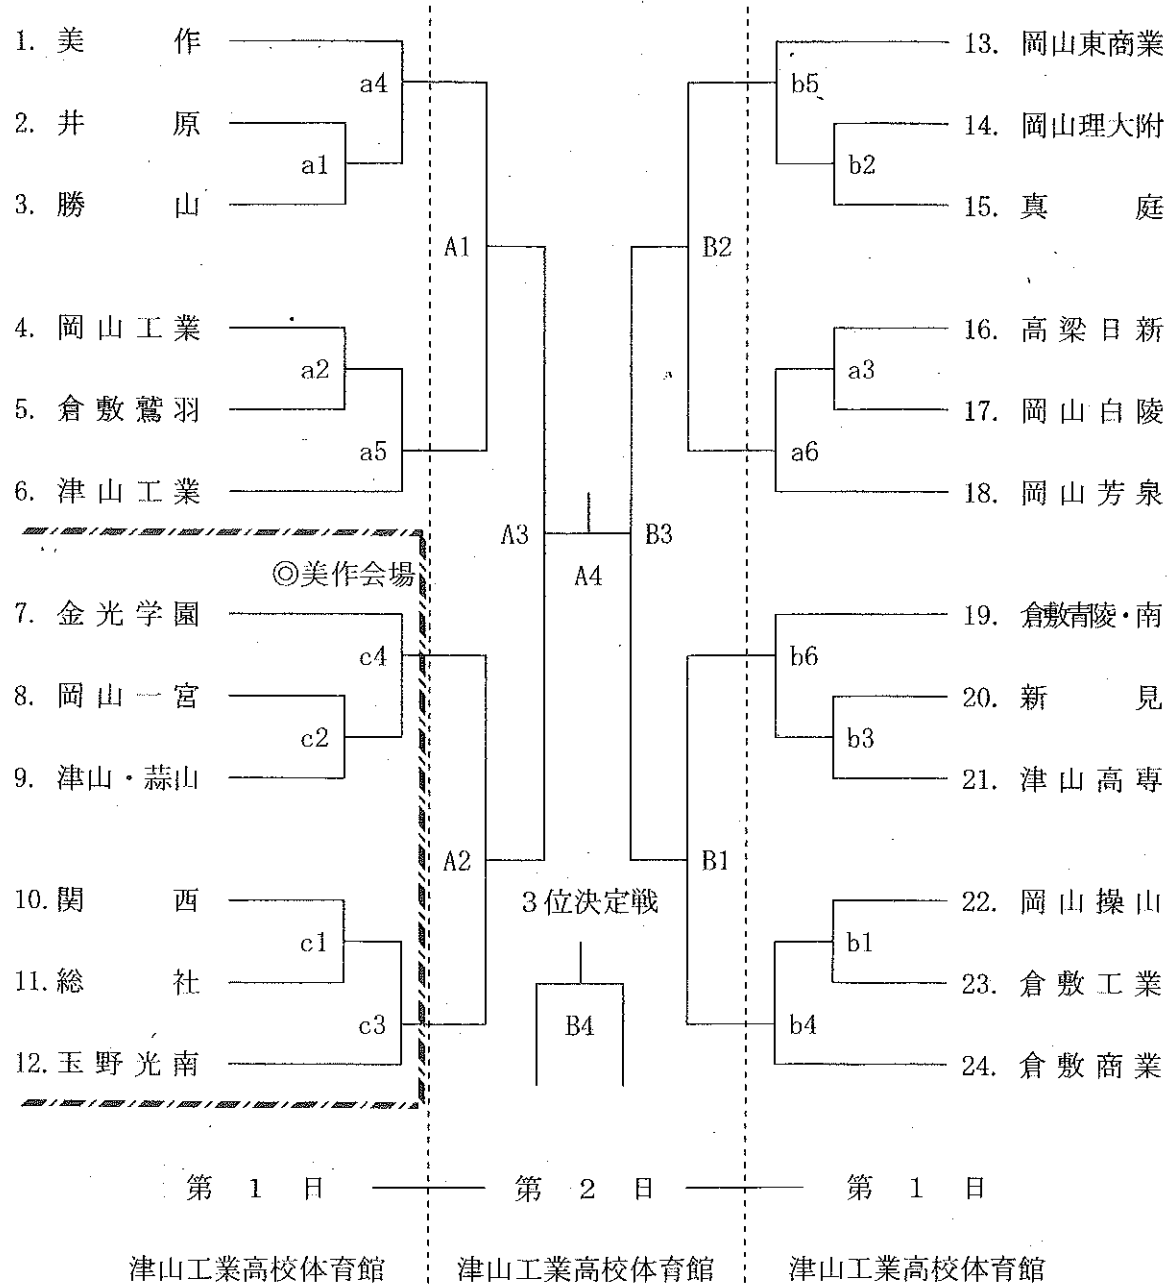 1. 美作
a4
2. 井原
a1
3. 勝山
A1
4. 岡山工業
a2
5. 倉敷鷲羽
a5
6. 津山工業
◎美作会場
7. 金光学園
c4
8. 岡山一宮
c2
9. 津山・蒜山
A2
10. 関西
c1
11. 総社
c3
12. 玉野光南
A3
A4
B3
3位決定戦
B4
13. 岡山東商業
b5
14. 岡山理大附
b2
15. 真庭
B2
16. 高梁日新
a3
17. 岡山白陵
a6
18. 岡山芳泉
19. 倉敷青陵・南
b6
20. 新見
b3
21. 津山高専
B1
22. 岡山操山
b1
23. 倉敷工業
b4
24. 倉敷商業
第1日 第2日 第1日
津山工業高校体育館 津山工業高校体育館 津山工業高校体育館